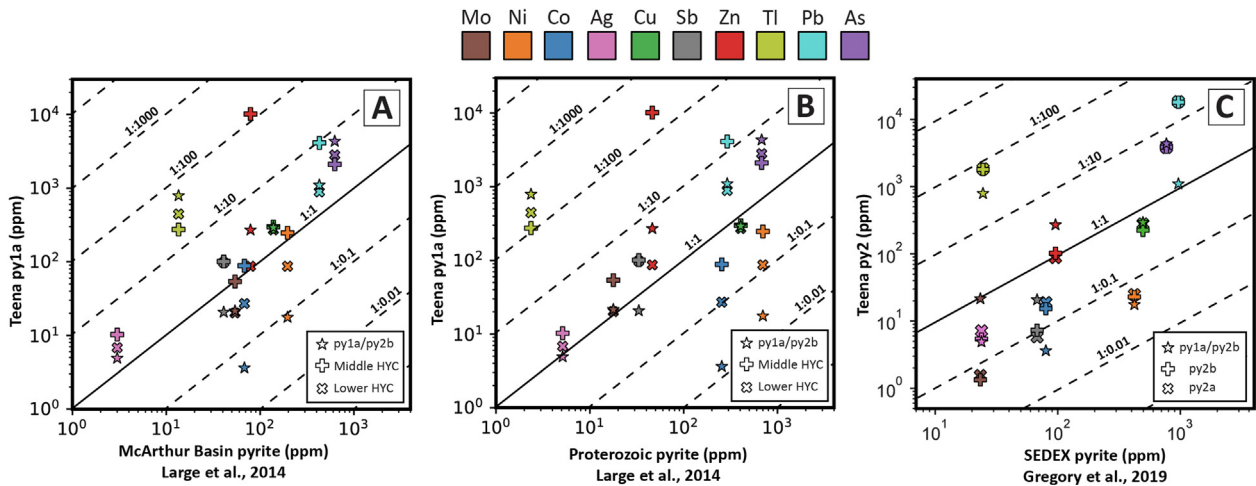 Mo Ni Co Ag Cu Sb Zn Tl Pb As
A
Teena py1a (ppm)
10⁴
10³
10²
10¹
10⁰
1:1000
1:100
1:10
1:1
1:0.1
1:0.01
py1a/py2b
Middle HYC
Lower HYC
10⁰ 10¹ 10² 10³
McArthur Basin pyrite (ppm)
Large et al., 2014
B
Teena py1a (ppm)
10⁴
10³
10²
10¹
10⁰
1:1000
1:100
1:10
1:1
1:0.1
1:0.01
py1a/py2b
Middle HYC
Lower HYC
10⁰ 10¹ 10² 10³
Proterozoic pyrite (ppm)
Large et al., 2014
C
Teena py2 (ppm)
10⁴
10³
10²
10¹
10⁰
1:100
1:10
1:1
1:0.1
1:0.01
py1a/py2b
py2b
py2a
10¹ 10² 10³
SEDEX pyrite (ppm)
Gregory et al., 2019